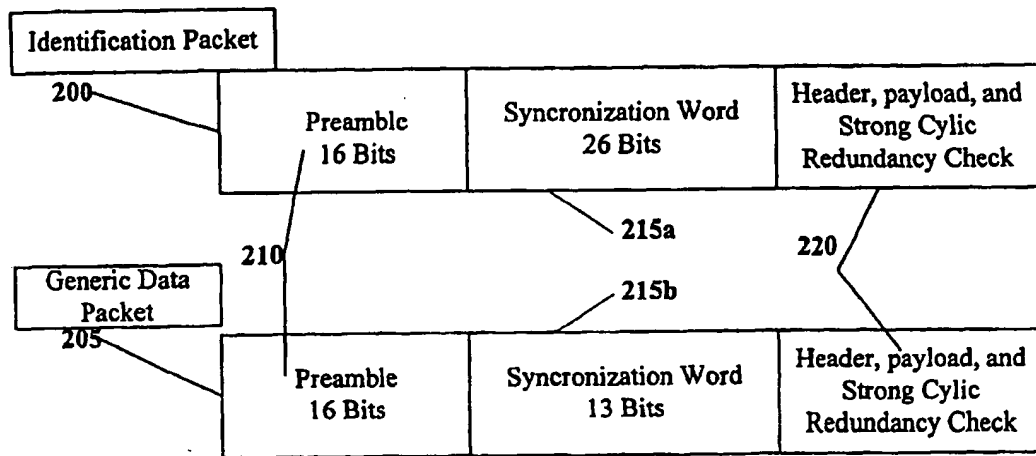 Identification Packet
200
Preamble
16 Bits
Syncronization Word
26 Bits
Header, payload, and
Strong Cylic
Redundancy Check
210
215a
220
Generic Data
Packet
215b
205
Preamble
16 Bits
Syncronization Word
13 Bits
Header, payload, and
Strong Cylic
Redundancy Check